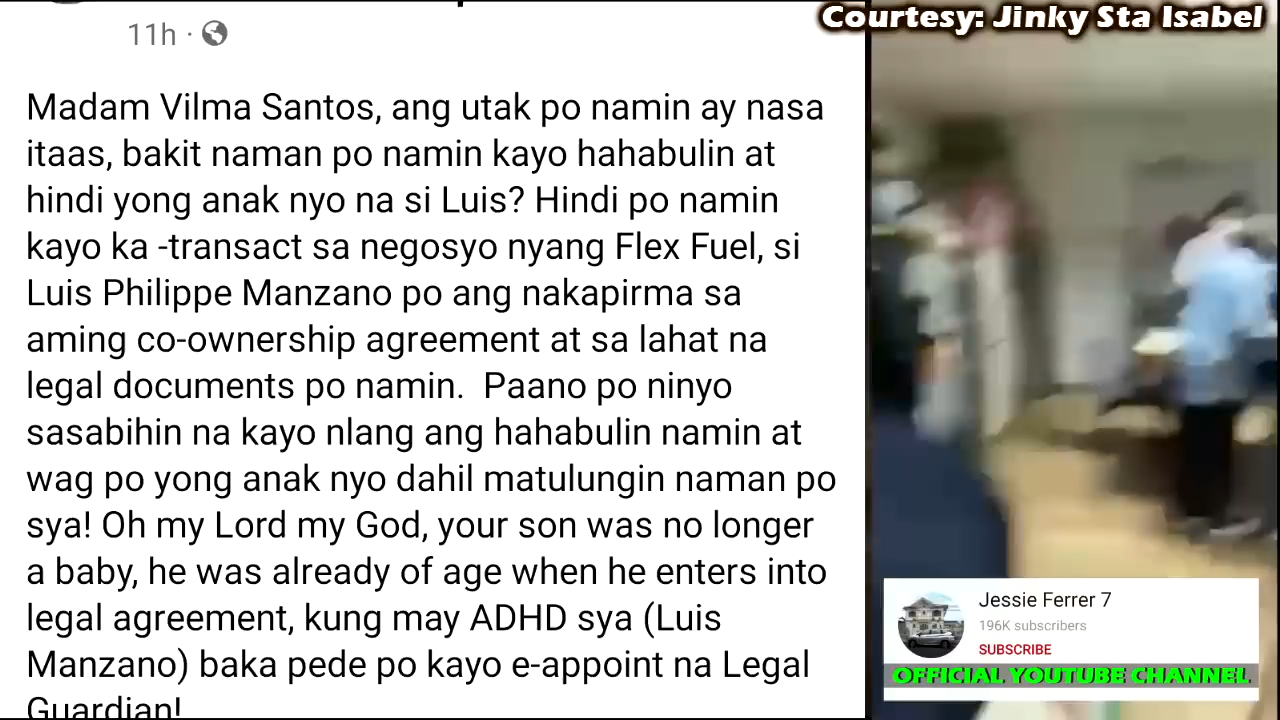 11h ·
Madam Vilma Santos, ang utak po namin ay nasa
itaas, bakit naman po namin kayo hahabulin at
hindi yong anak nyo na si Luis? Hindi po namin
kayo ka -transact sa negosyo nyang Flex Fuel, si
Luis Philippe Manzano po ang nakapirma sa
aming co-ownership agreement at sa lahat na
legal documents po namin.  Paano po ninyo
sasabihin na kayo nlang ang hahabulin namin at
wag po yong anak nyo dahil matulungin naman po
sya! Oh my Lord my God, your son was no longer
a baby, he was already of age when he enters into
legal agreement, kung may ADHD sya (Luis
Manzano) baka pede po kayo e-appoint na Legal
Guardian!
Courtesy: Jinky Sta Isabel
Jessie Ferrer 7
196K subscribers
SUBSCRIBE
OFFICIAL YOUTUBE CHANNEL